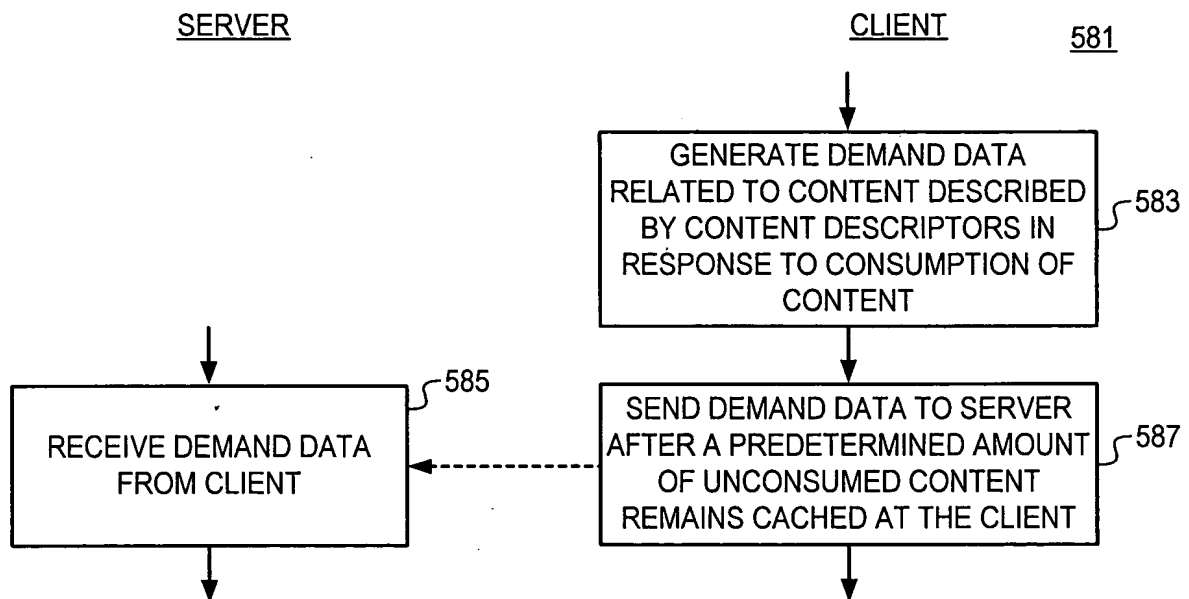 SERVER
CLIENT
581
GENERATE DEMAND DATA
RELATED TO CONTENT DESCRIBED
BY CONTENT DESCRIPTORS IN
RESPONSE TO CONSUMPTION OF
CONTENT
583
585
RECEIVE DEMAND DATA
FROM CLIENT
SEND DEMAND DATA TO SERVER
AFTER A PREDETERMINED AMOUNT
OF UNCONSUMED CONTENT
REMAINS CACHED AT THE CLIENT
587